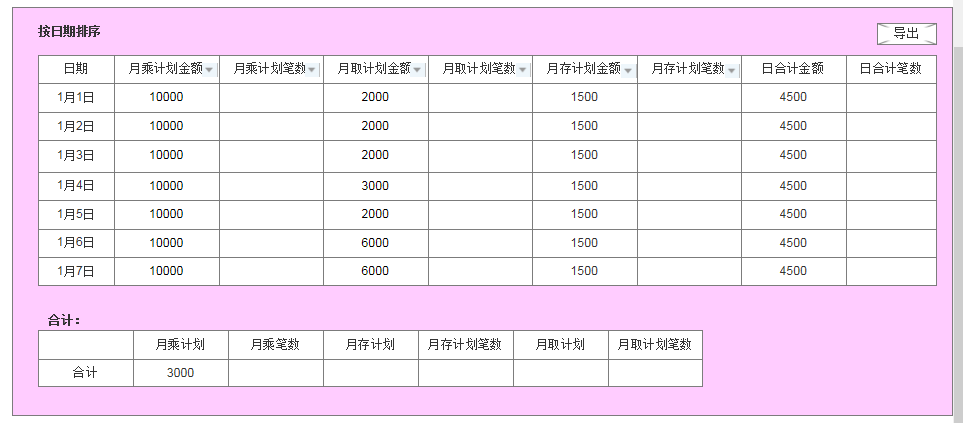 按日期排序
导出
日期 月乘计划金额 月乘计划笔数 月取计划金额 月取计划笔数 月存计划金额 月存计划笔数 日合计金额 日合计笔数
1月1日 10000 2000 1500 4500
1月2日 10000 2000 1500 4500
1月3日 10000 2000 1500 4500
1月4日 10000 3000 1500 4500
1月5日 10000 2000 1500 4500
1月6日 10000 6000 1500 4500
1月7日 10000 6000 1500 4500
合计：
月乘计划 月乘笔数 月存计划 月存计划笔数 月取计划 月取计划笔数
合计 3000